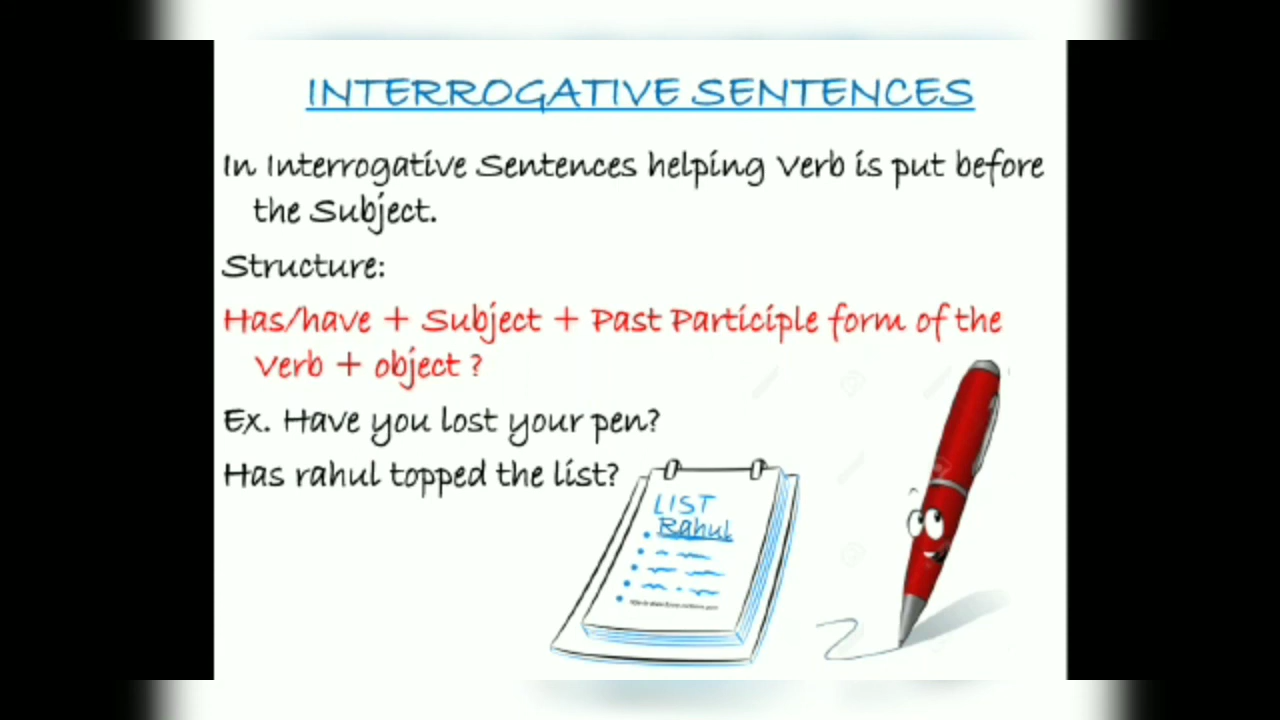 INTERROGATIVE SENTENCES
In Interrogative Sentences helping Verb is put before
the Subject.
Structure:
Has/have + Subject + Past Participle form of the
Verb + object ?
Ex. Have you lost your pen?
Has rahul topped the list?
LIST
Rahul